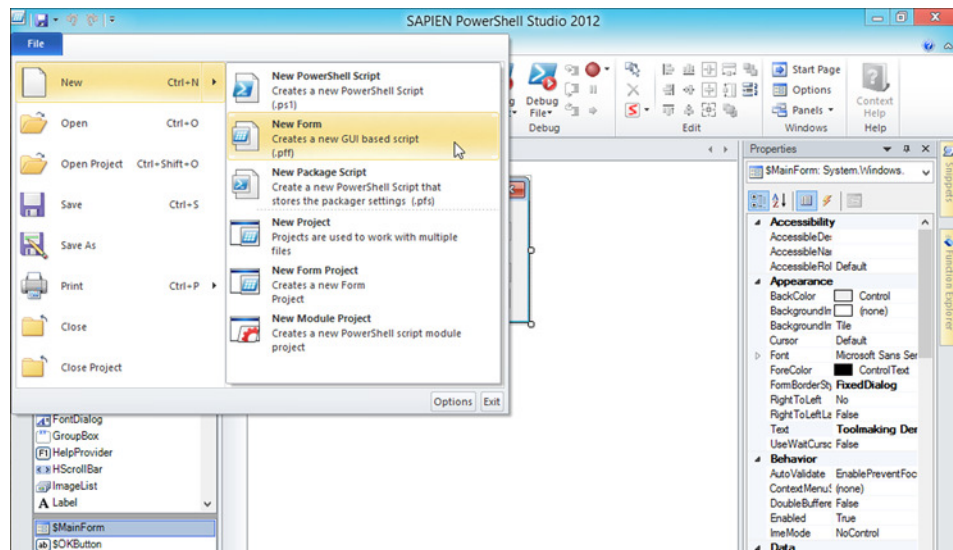 SAPIEN PowerShell Studio 2012
File
New Ctrl+N
Open Ctrl+O
Open Project Ctrl+Shift+O
Save Ctrl+S
Save As
Print Ctrl+P
Close
Close Project
New PowerShell Script
Creates a new PowerShell Script
(.ps1)
New Form
Creates a new GUI based script
(.pff)
New Package Script
Create a new PowerShell Script that
stores the packager settings (.pfs)
New Project
Projects are used to work with multiple
files
New Form Project
Creates a new Form
Project
New Module Project
Creates a new PowerShell script module
project
Options Exit
Debug
File
Debug
Edit
Start Page
Options
Panels
Windows
Context
Help
Help
FontDialog
GroupBox
HelpProvider
HScrollBar
ImageList
Label
$MainForm
$OKButton
Properties
$MainForm: System.Windows.
Accessibility
AccessibleDe
AccessibleNa
AccessibleRol Default
Appearance
BackColor Control
BackgroundIm (none)
BackgroundIm Tile
Cursor Default
Font Microsoft Sans Ser
ForeColor ControlText
FormBorderSty FixedDialog
RightToLeft No
RightToLeftLa False
Text Toolmaking Der
UseWaitCursc False
Behavior
AutoValidate EnablePreventFoc
ContextMenuS (none)
DoubleBuffere False
Enabled True
ImeMode NoControl
Data
Snippets
Function Explorer